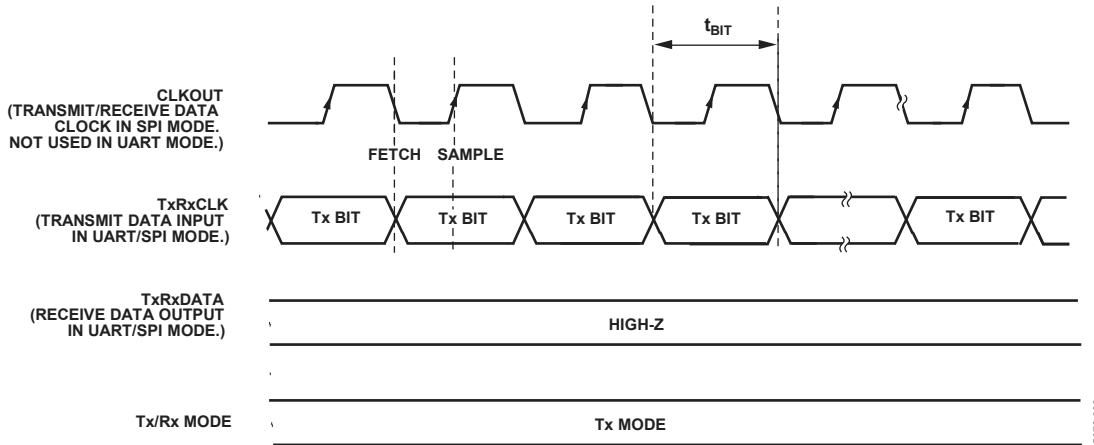 tBIT
CLKOUT
(TRANSMIT/RECEIVE DATA
CLOCK IN SPI MODE.
NOT USED IN UART MODE.)
FETCH SAMPLE
TxRxCLK
(TRANSMIT DATA INPUT
IN UART/SPI MODE.)
Tx BIT Tx BIT Tx BIT Tx BIT Tx BIT
TxRxDATA
(RECEIVE DATA OUTPUT
IN UART/SPI MODE.)
HIGH-Z
Tx/Rx MODE
Tx MODE